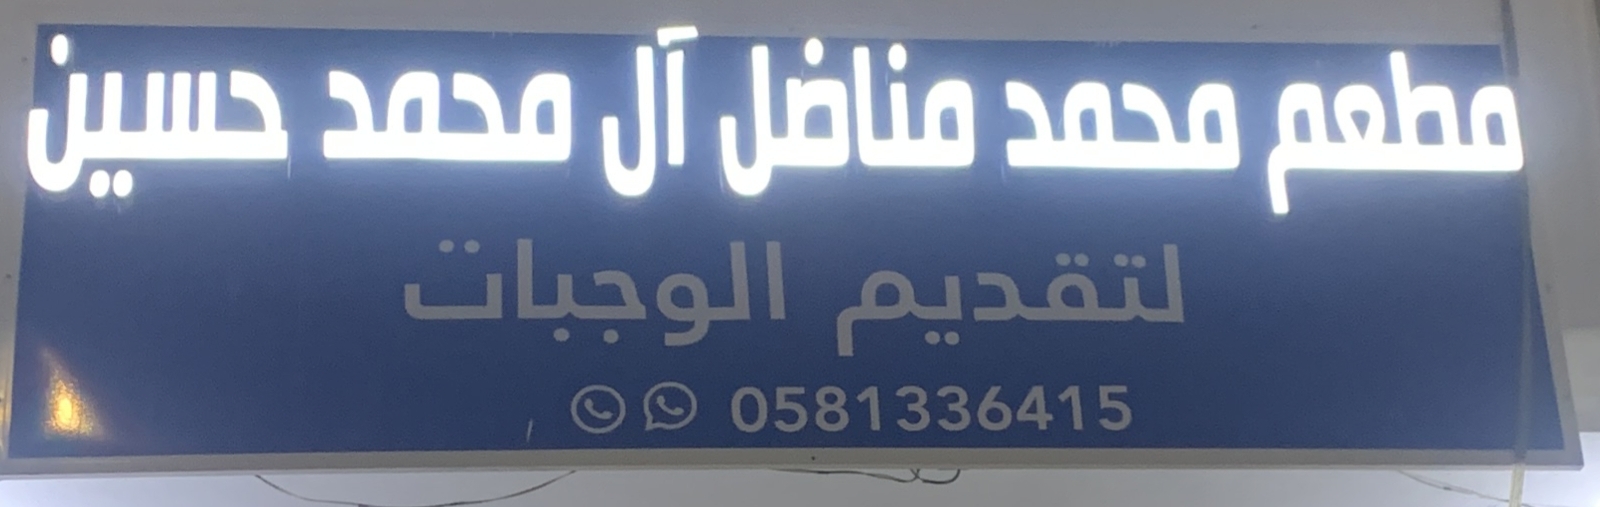 مطعم محمد مناضل آل محمد حسين
لتقديم الوجبات
0581336415